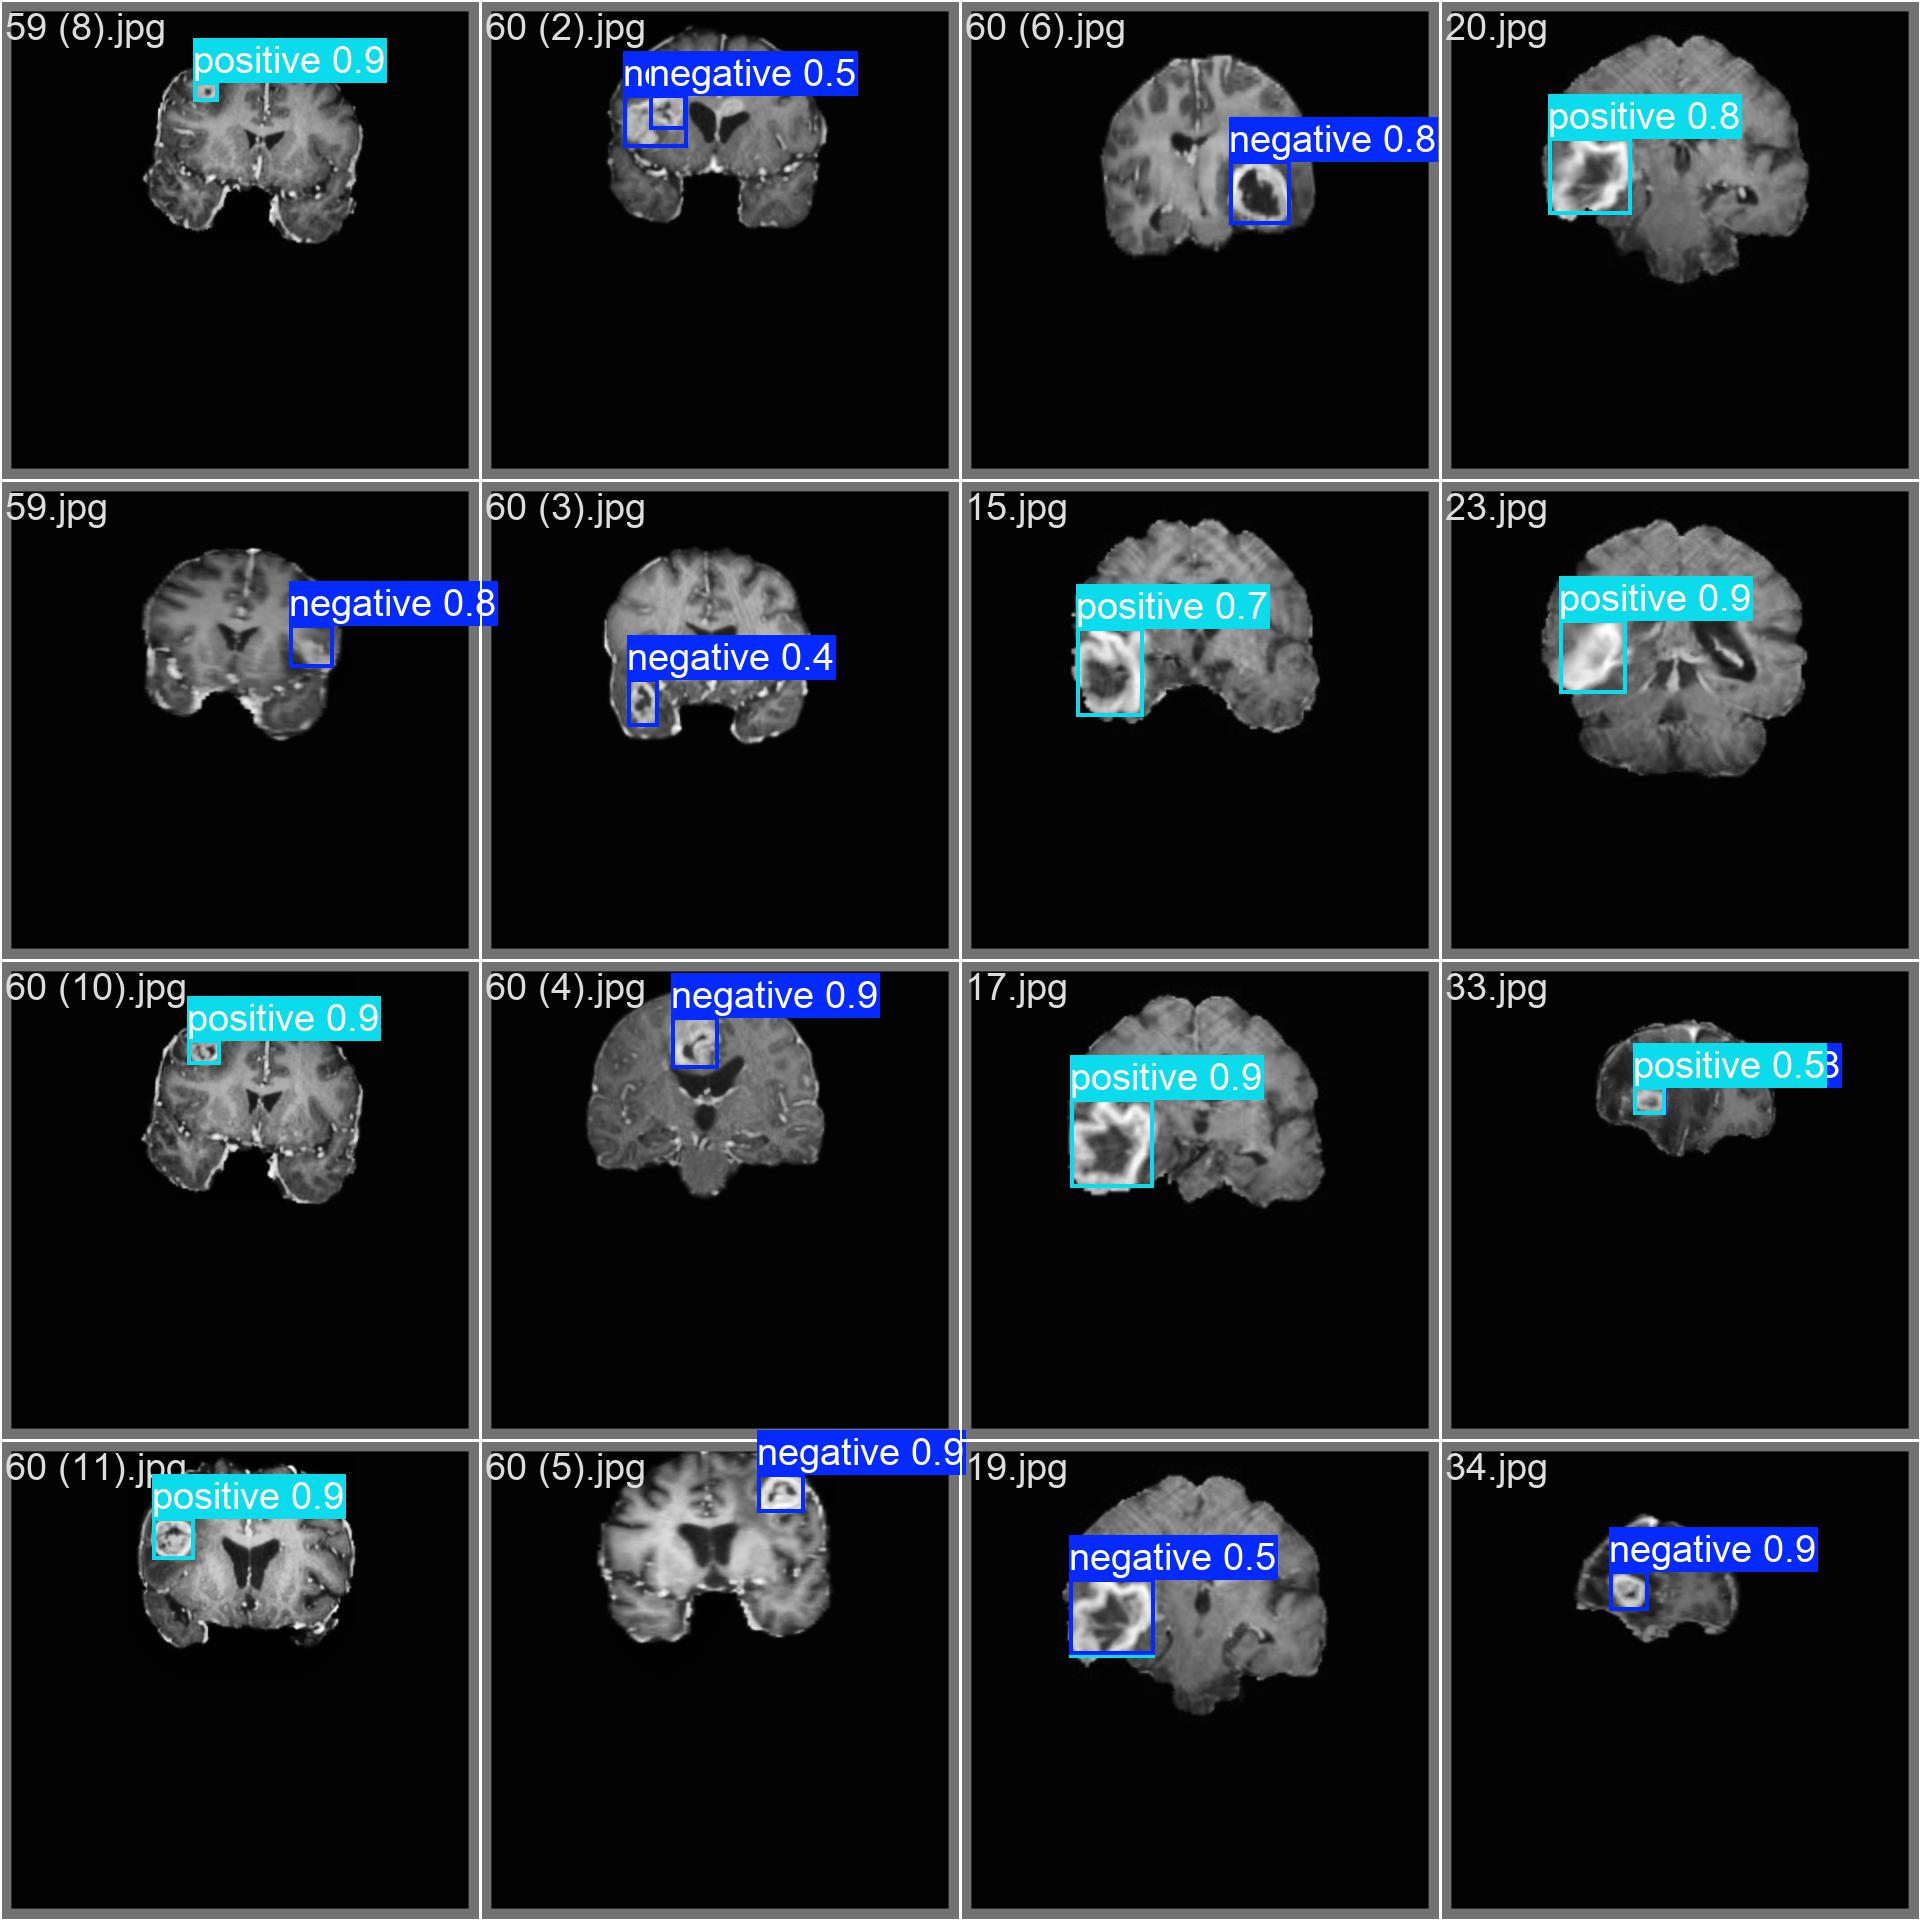 59 (8).jpg
positive 0.9
60 (2).jpg
negative 0.5
60 (6).jpg
negative 0.8
20.jpg
positive 0.8
59.jpg
negative 0.8
60 (3).jpg
negative 0.4
15.jpg
positive 0.7
23.jpg
positive 0.9
60 (10).jpg
positive 0.9
60 (4).jpg
negative 0.9
17.jpg
positive 0.9
33.jpg
positive 0.5
60 (11).jpg
positive 0.9
60 (5).jpg
negative 0.9
19.jpg
negative 0.5
34.jpg
negative 0.9